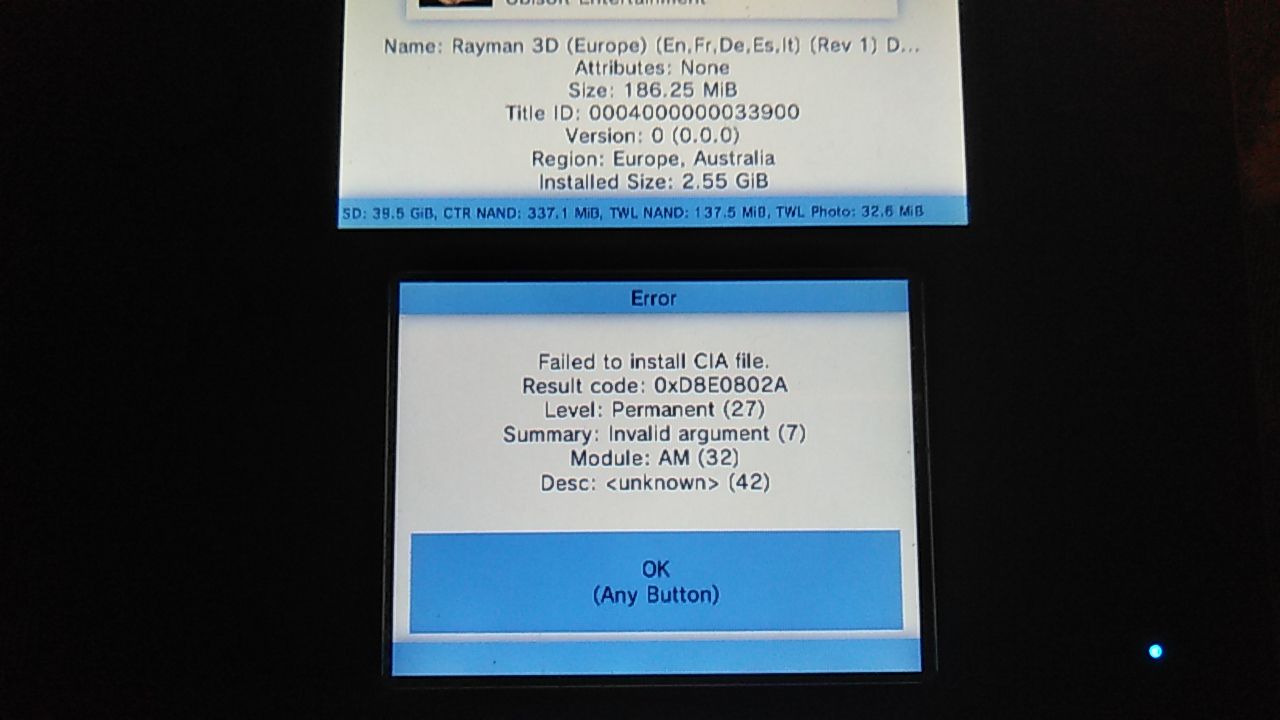 Ubisoft Entertainment
Name: Rayman 3D (Europe) (En,Fr,De,Es,It) (Rev 1) D...
Attributes: None
Size: 186.25 MiB
Title ID: 0004000000033900
Version: 0 (0.0.0)
Region: Europe, Australia
Installed Size: 2.55 GiB
SD: 39.5 GiB, CTR NAND: 337.1 MiB, TWL NAND: 137.5 MiB, TWL Photo: 32.6 MiB
Error
Failed to install CIA file.
Result code: 0xD8E0802A
Level: Permanent (27)
Summary: Invalid argument (7)
Module: AM (32)
Desc: <unknown> (42)
OK
(Any Button)